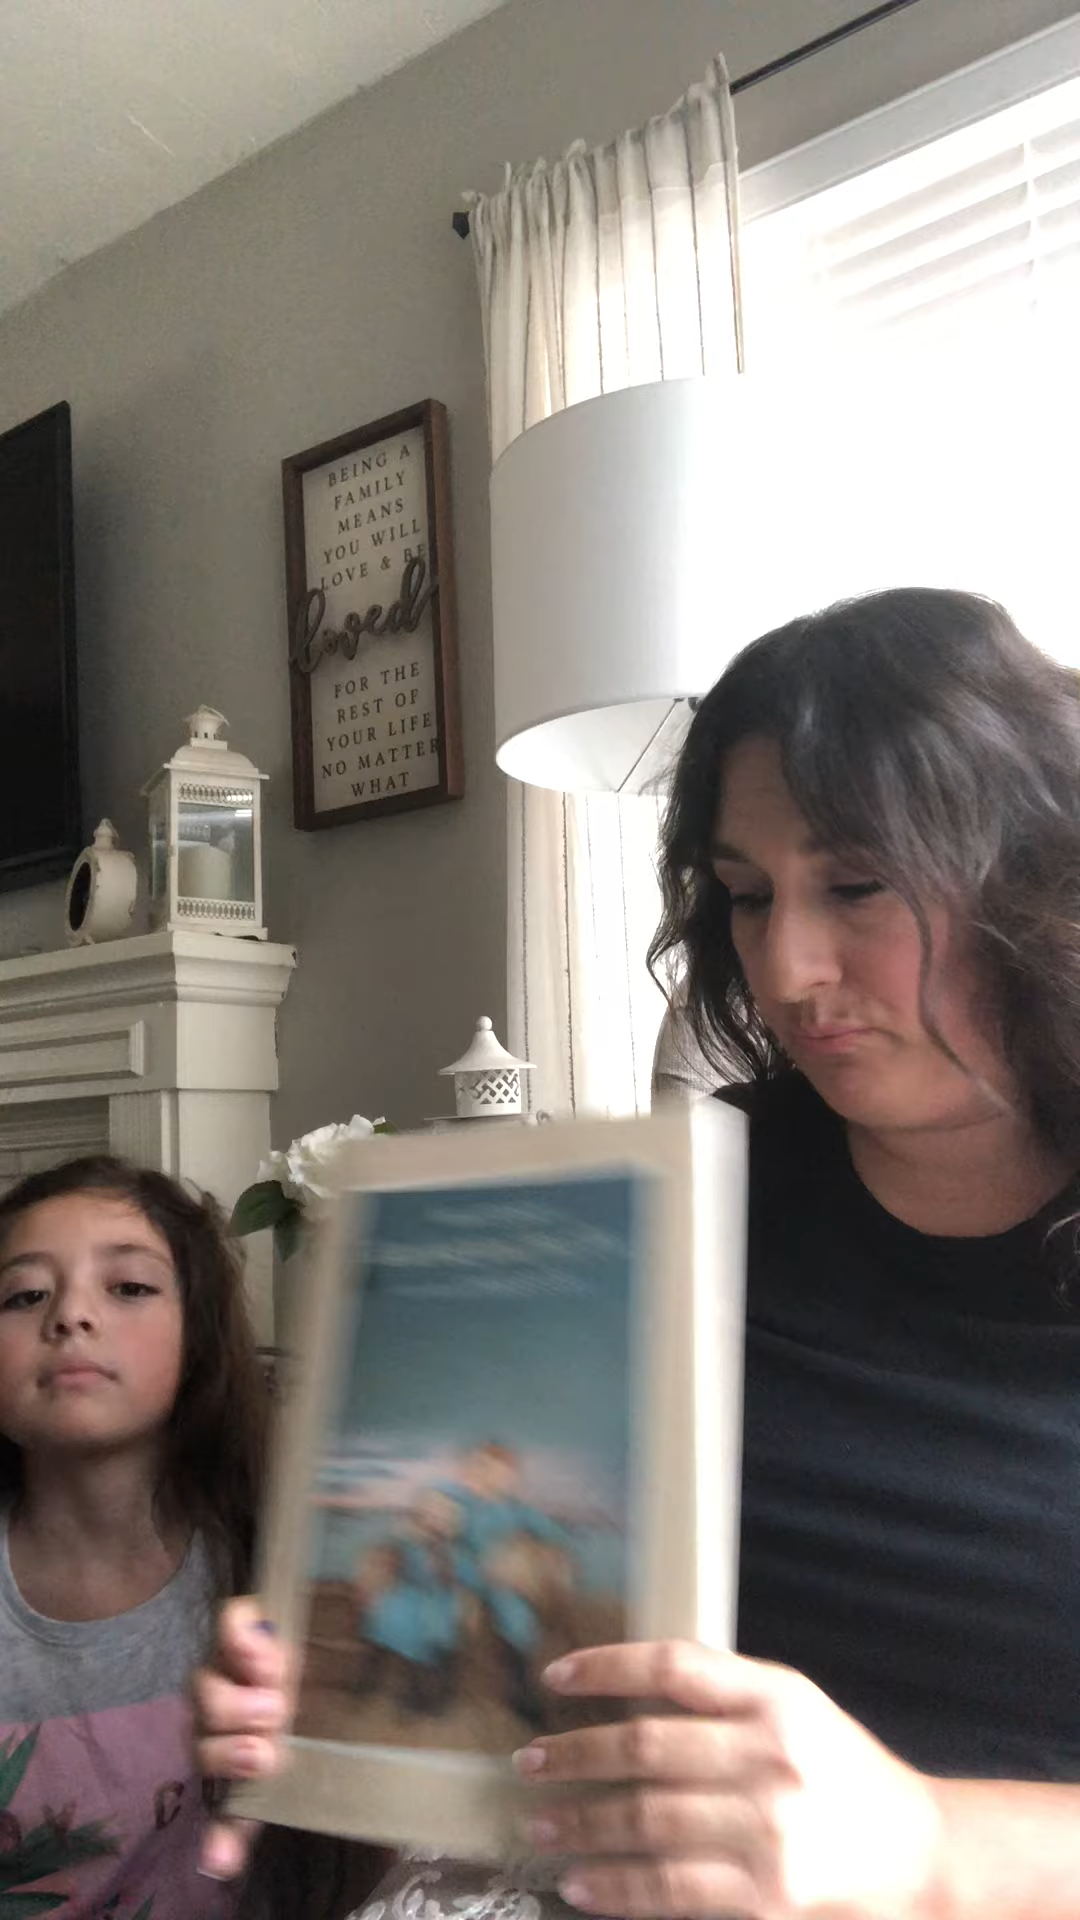 BEING A
FAMILY
MEANS
YOU WILL
LOVE & BE
loved
FOR THE
REST OF
YOUR LIFE
NO MATTER
WHAT